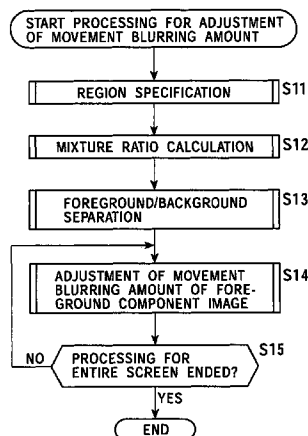 START PROCESSING FOR ADJUSTMENT
OF MOVEMENT BLURRING AMOUNT
REGION SPECIFICATION
S11
MIXTURE RATIO CALCULATION
S12
FOREGROUND/BACKGROUND
SEPARATION
S13
ADJUSTMENT OF MOVEMENT
BLURRING AMOUNT OF FORE-
GROUND COMPONENT IMAGE
S14
PROCESSING FOR
ENTIRE SCREEN ENDED?
S15
NO
YES
END